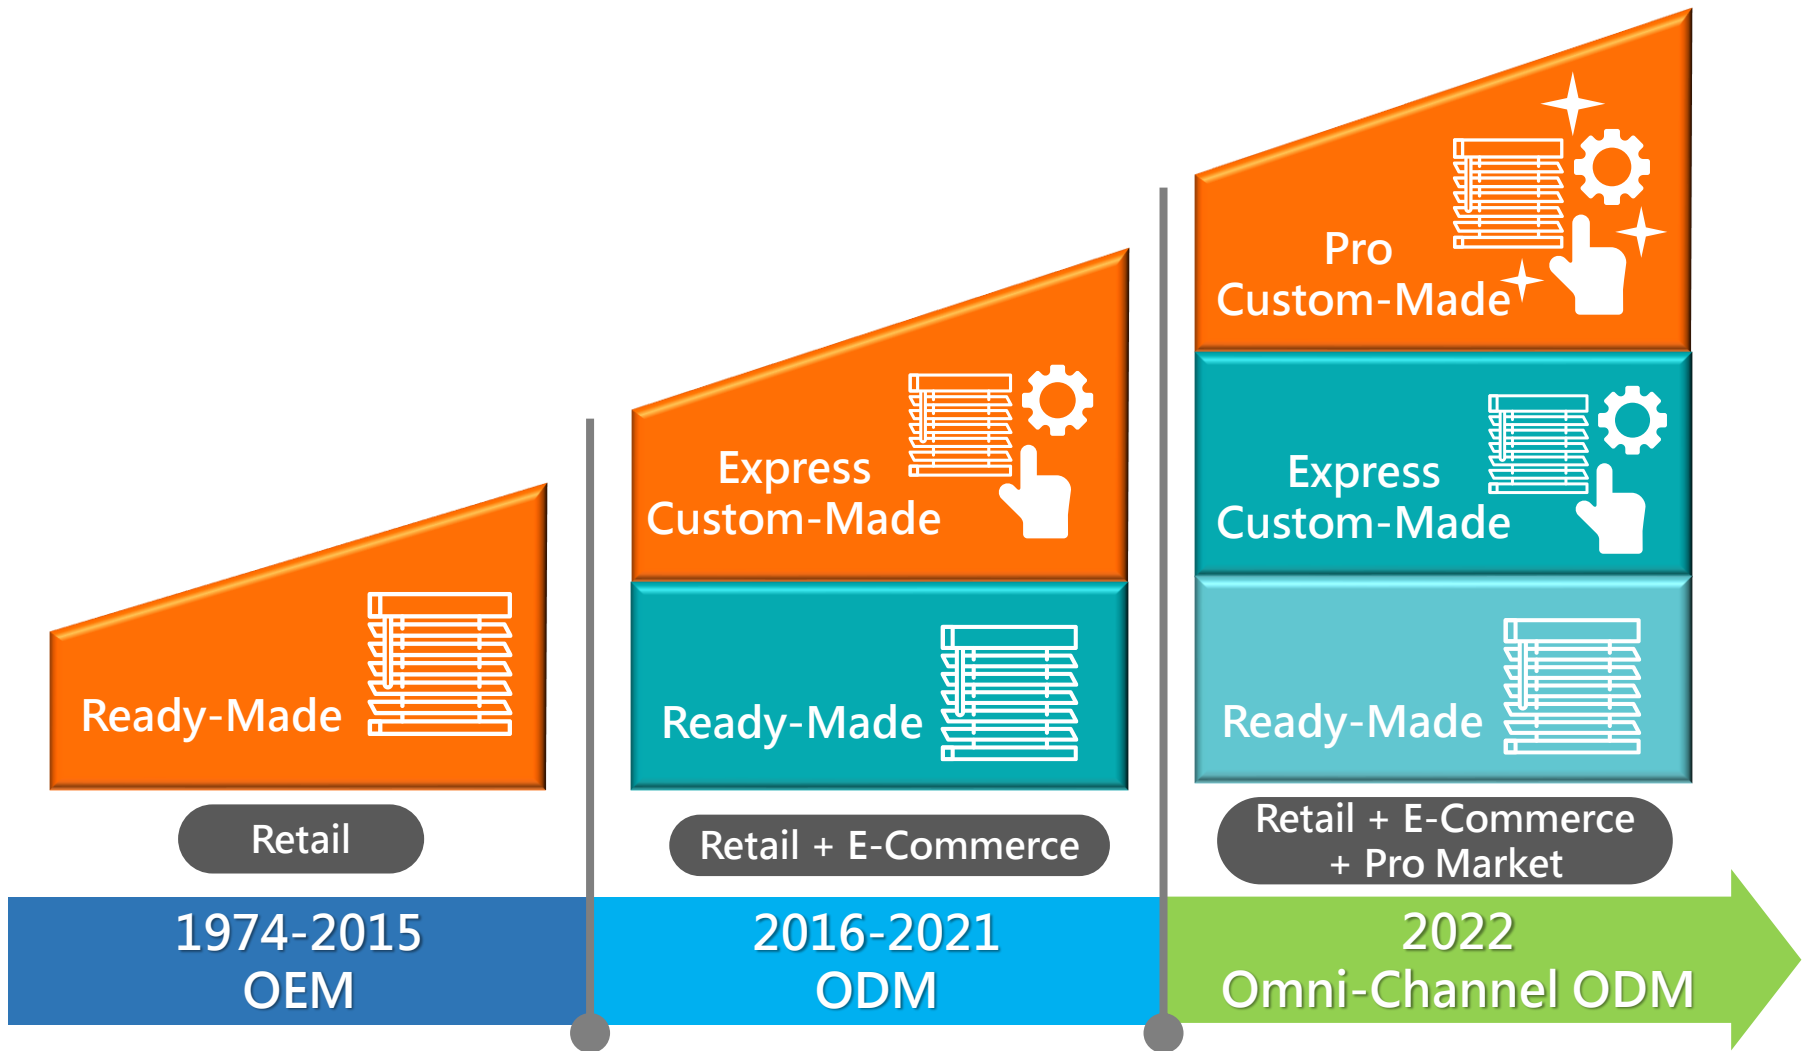 Ready-Made
Retail
1974-2015
OEM
Express
Custom-Made
Ready-Made
Retail + E-Commerce
2016-2021
ODM
Pro
Custom-Made
Express
Custom-Made
Ready-Made
Retail + E-Commerce
+ Pro Market
2022
Omni-Channel ODM